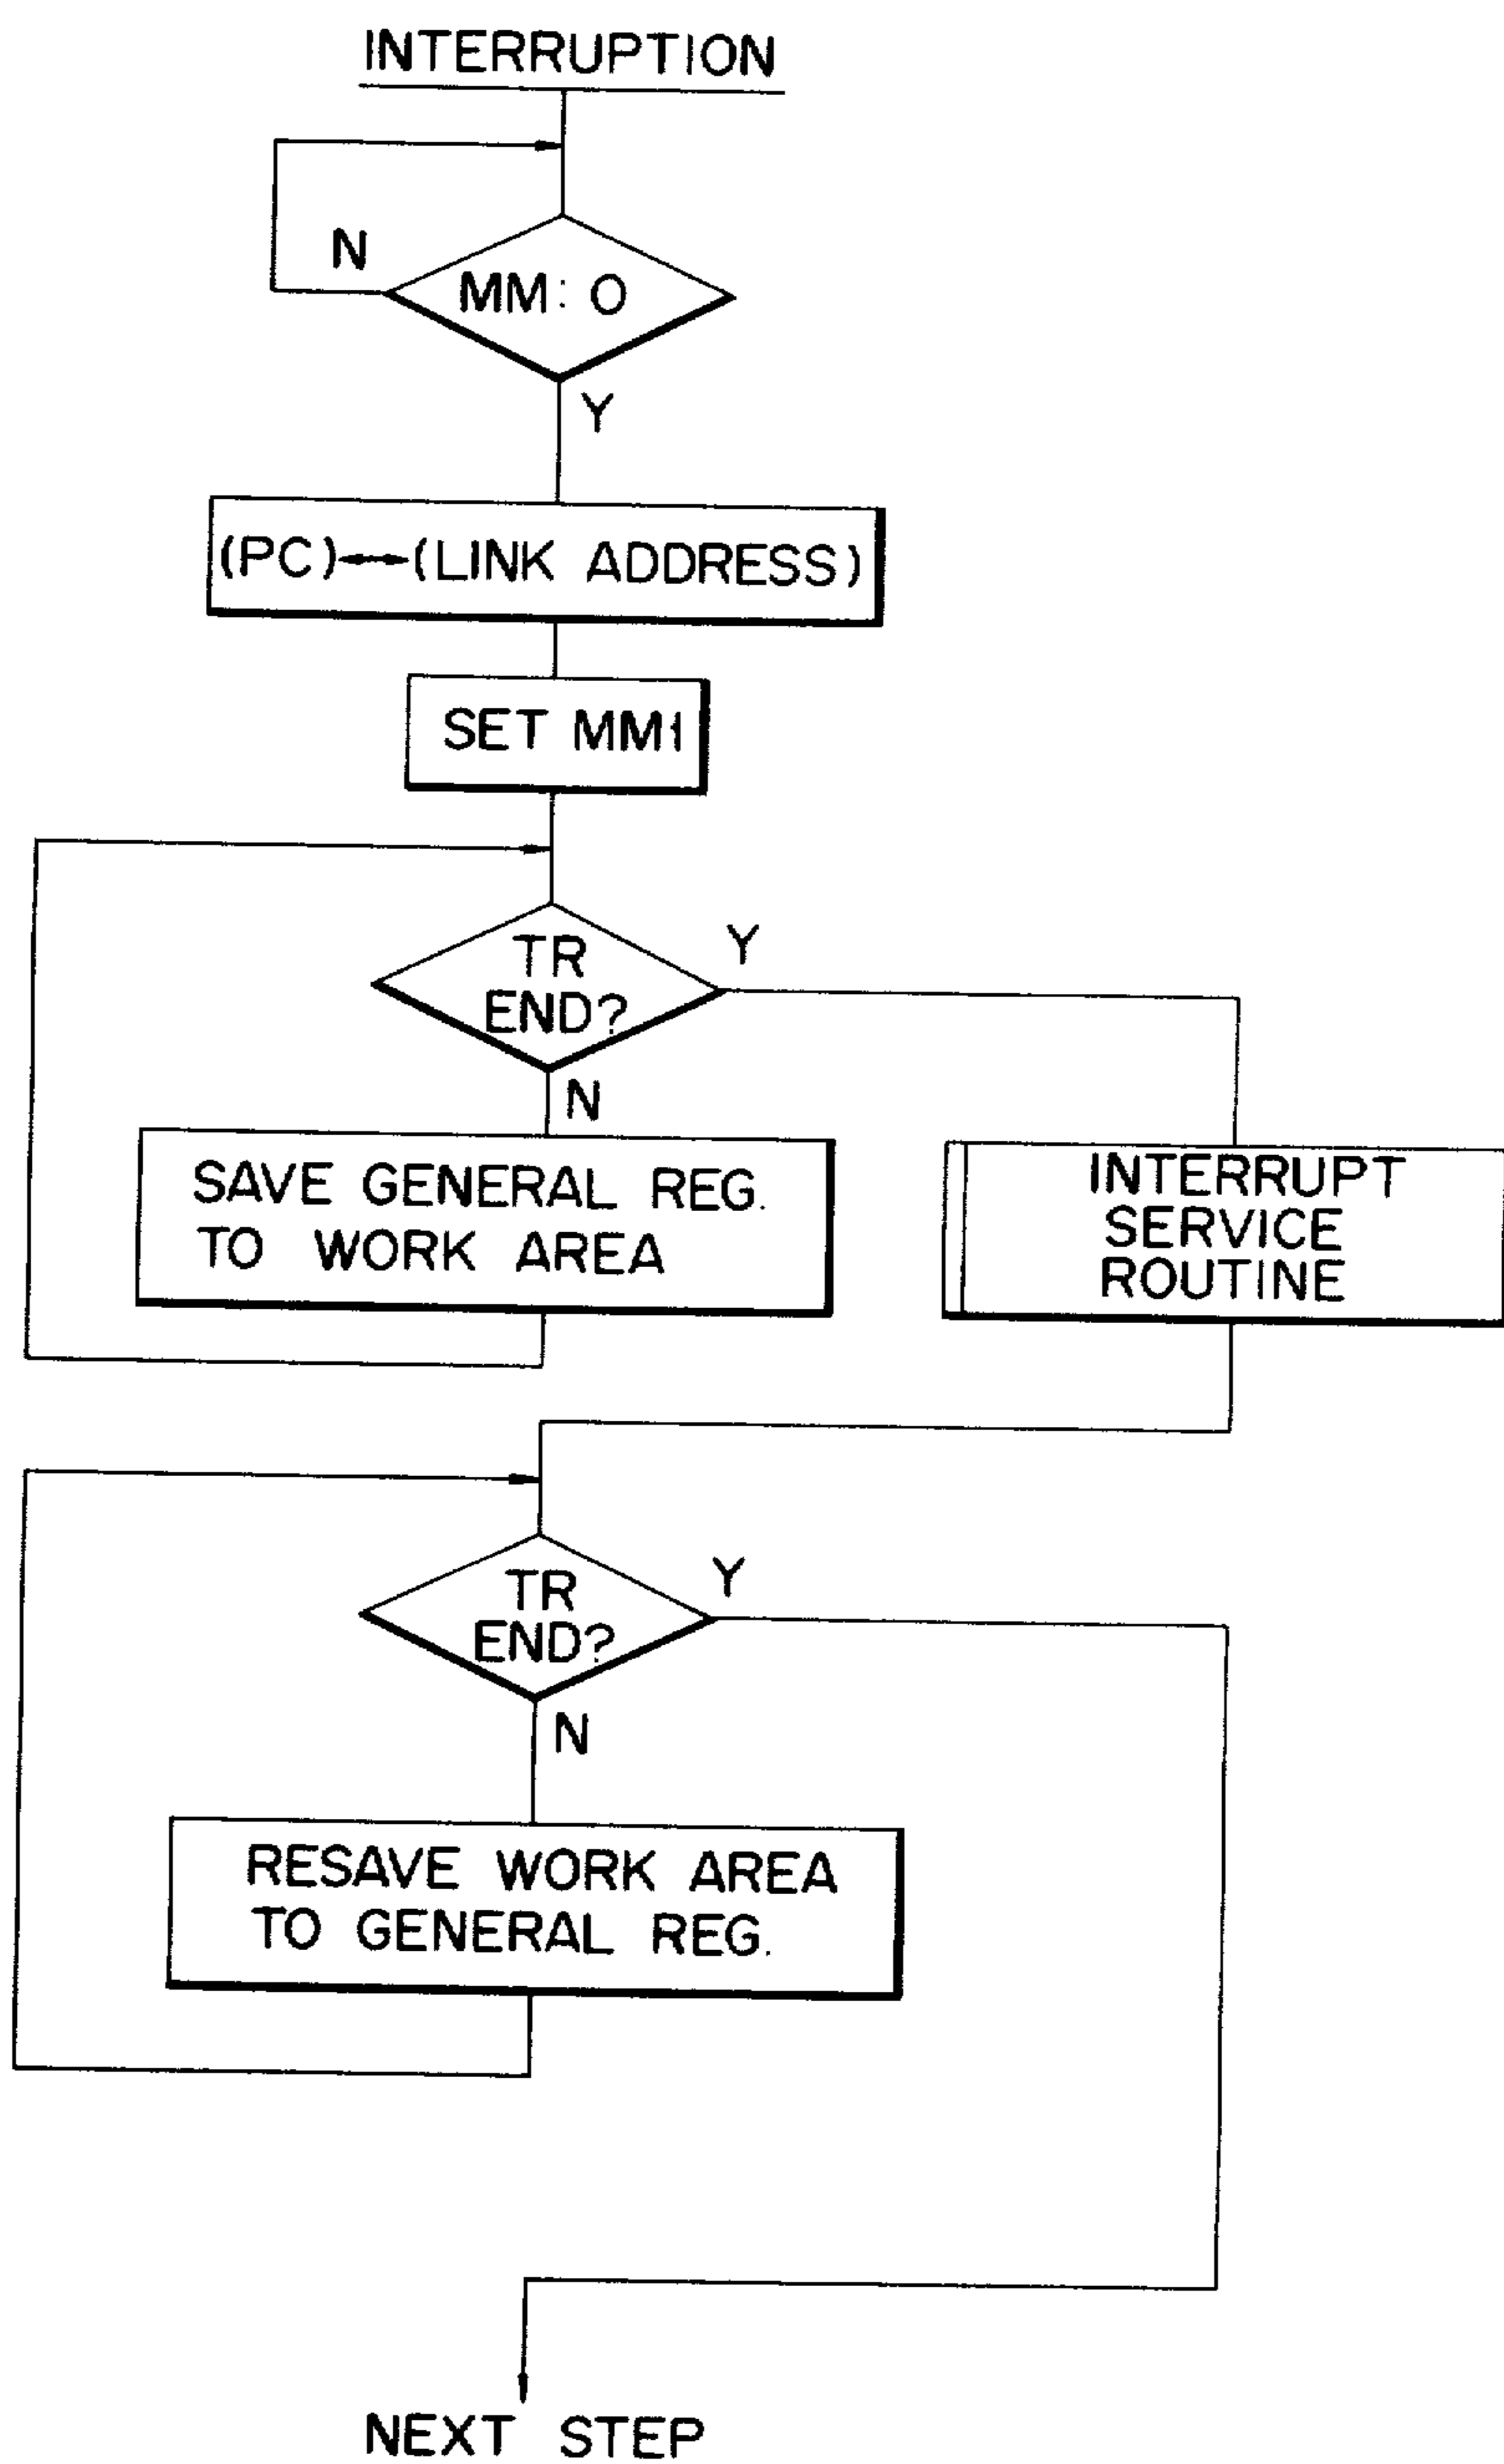 INTERRUPTION
N
MM: 0
Y
(PC)↔(LINK ADDRESS)
SET MM1
TR
END?
Y
N
SAVE GENERAL REG.
TO WORK AREA
INTERRUPT
SERVICE
ROUTINE
TR
END?
Y
N
RESAVE WORK AREA
TO GENERAL REG.
NEXT STEP